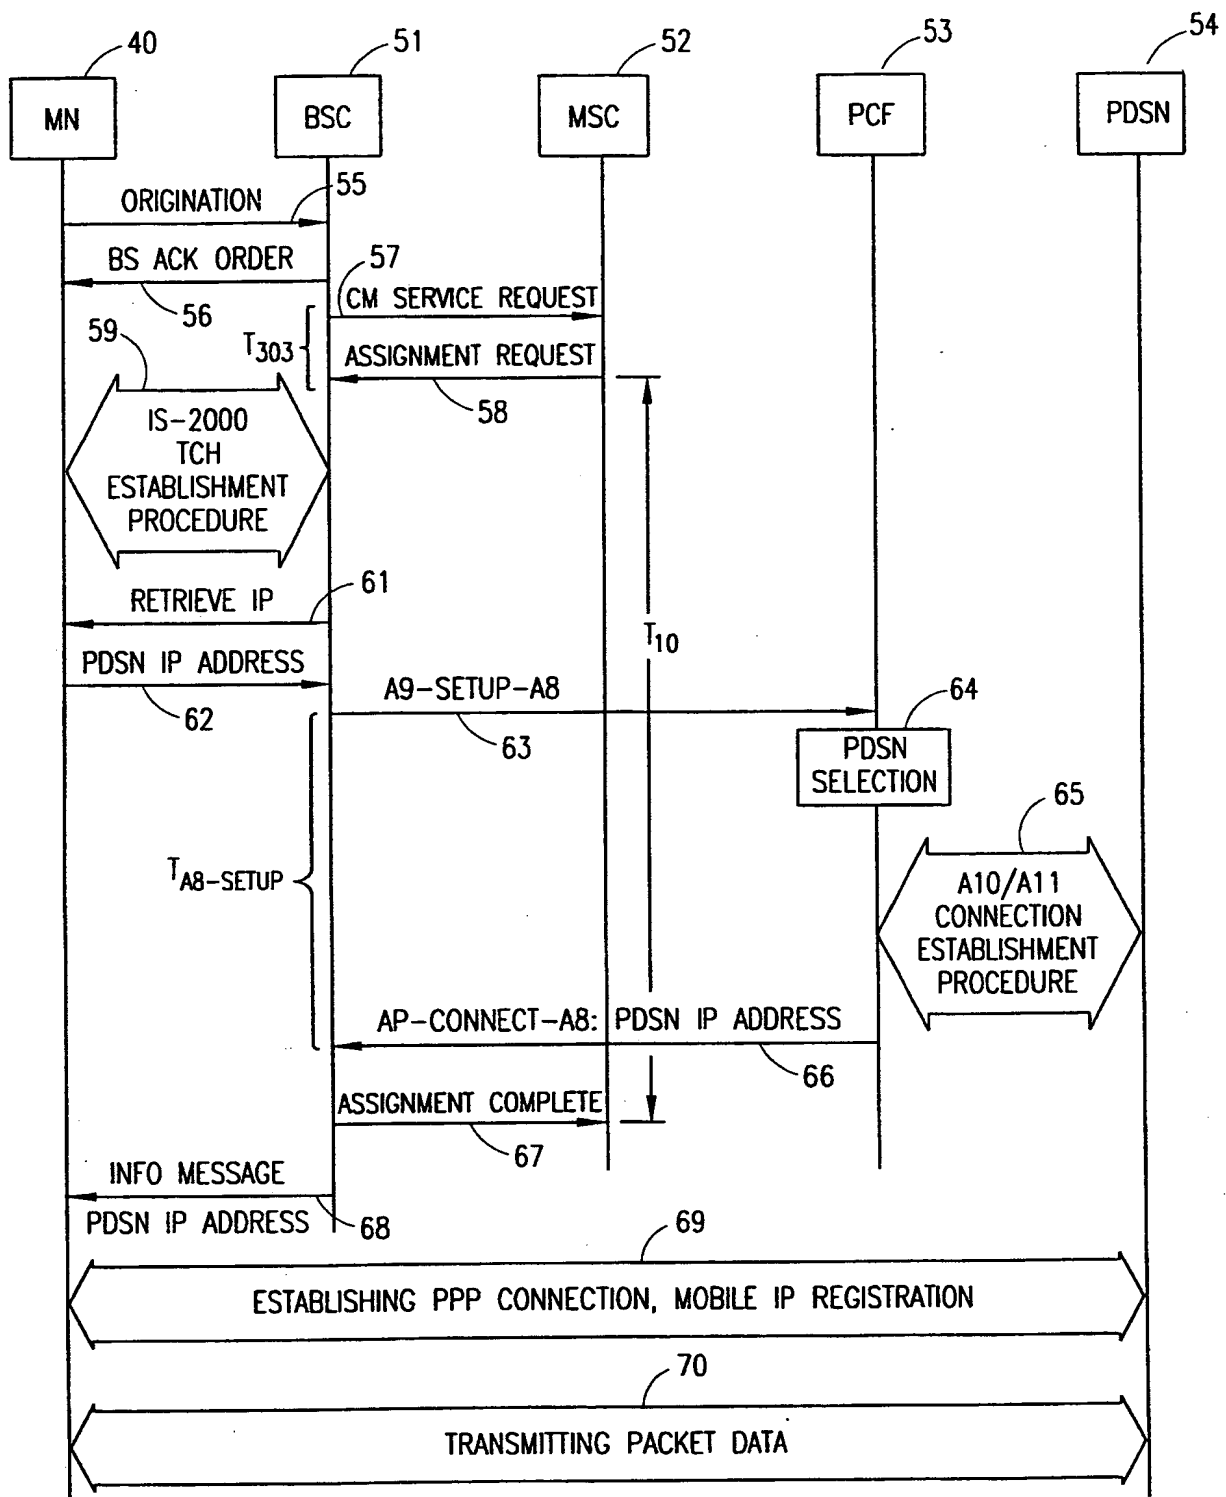 40
51
52
53
54
MN
BSC
MSC
PCF
PDSN
ORIGINATION
55
BS ACK ORDER
56
57
CM SERVICE REQUEST
T303
ASSIGNMENT REQUEST
58
59
IS-2000
TCH
ESTABLISHMENT
PROCEDURE
RETRIEVE IP
61
T10
PDSN IP ADDRESS
62
A9-SETUP-A8
63
64
PDSN
SELECTION
65
TA8-SETUP
A10/A11
CONNECTION
ESTABLISHMENT
PROCEDURE
AP-CONNECT-A8: PDSN IP ADDRESS
66
ASSIGNMENT COMPLETE
67
INFO MESSAGE
PDSN IP ADDRESS
68
69
ESTABLISHING PPP CONNECTION, MOBILE IP REGISTRATION
70
TRANSMITTING PACKET DATA